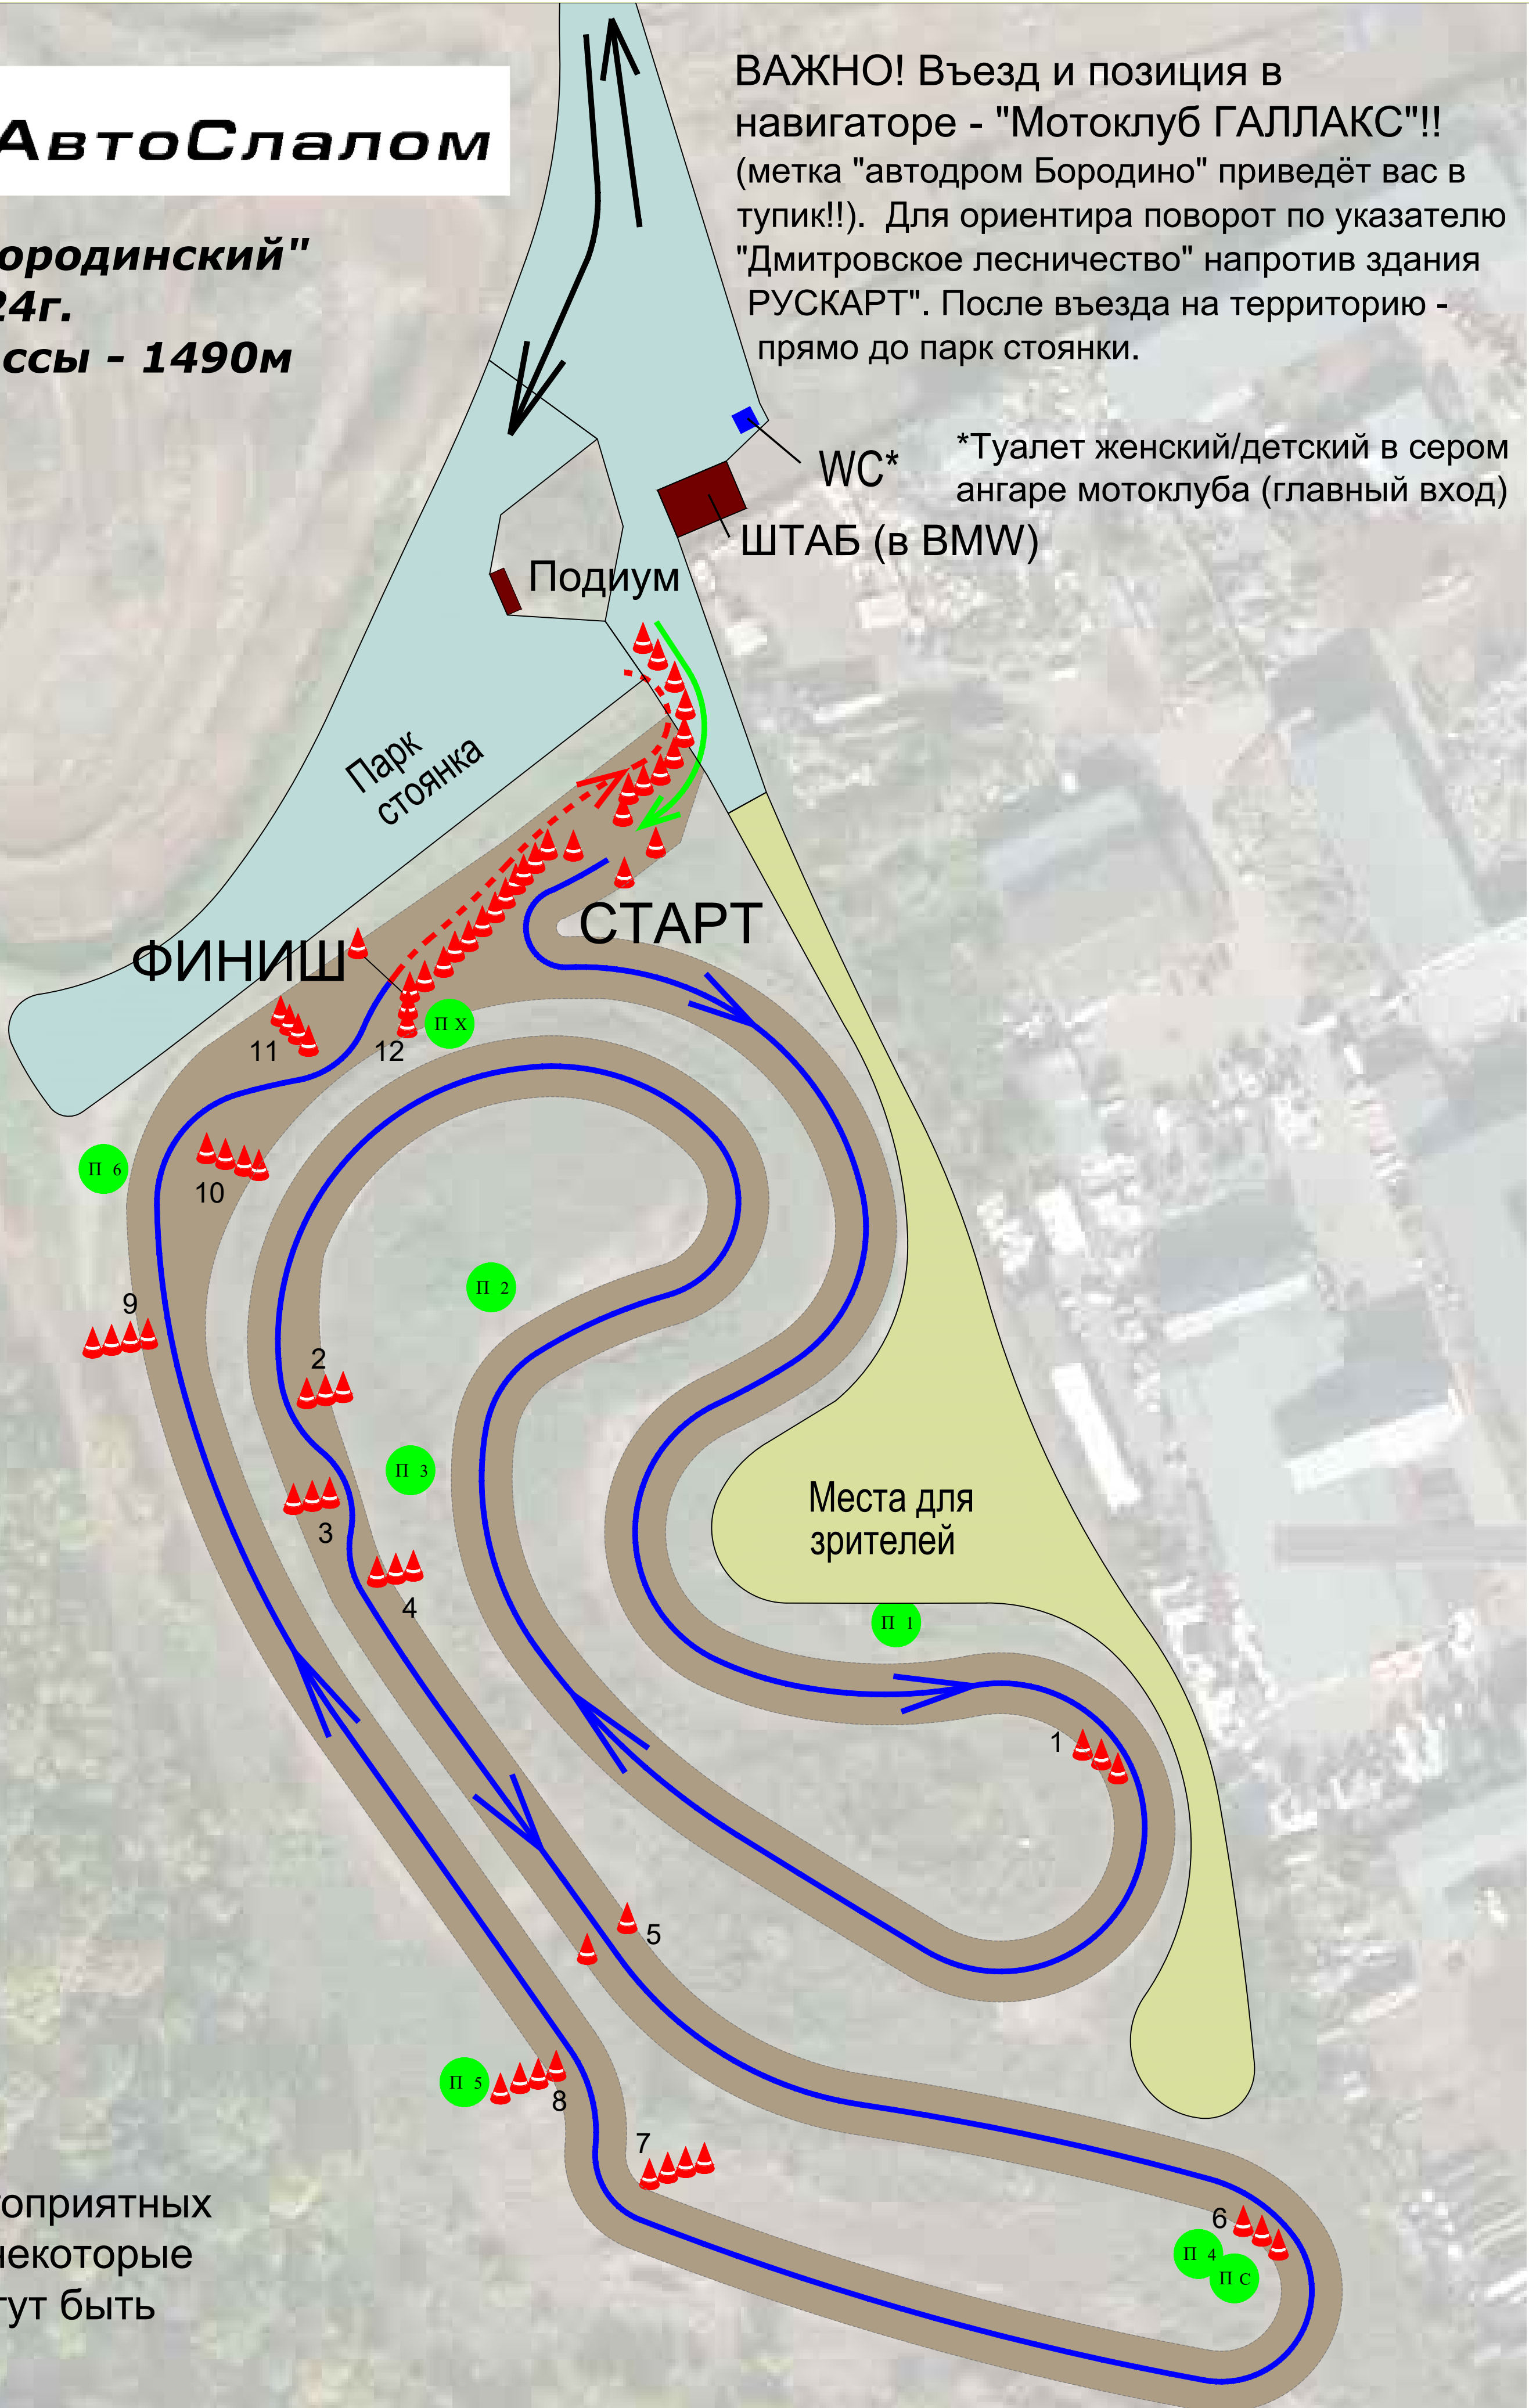 АвтоСлалом
ородинский"
24г.
ссы - 1490м
ВАЖНО! Въезд и позиция в
навигаторе - "Мотоклуб ГАЛЛАКС"!!
(метка "автодром Бородино" приведёт вас в
тупик!!). Для ориентира поворот по указателю
"Дмитровское лесничество" напротив здания
РУСКАРТ". После въезда на территорию -
прямо до парк стоянки.
WC*
*Туалет женский/детский в сером
ангаре мотоклуба (главный вход)
ШТАБ (в BMW)
Подиум
Парк
стоянка
СТАРТ
ФИНИШ
11
12
П Х
П 6
10
П 2
9
2
П 3
3
4
Места для
зрителей
П 1
1
5
П 5
8
7
6
П 4
П С
гоприятных
некоторые
гут быть